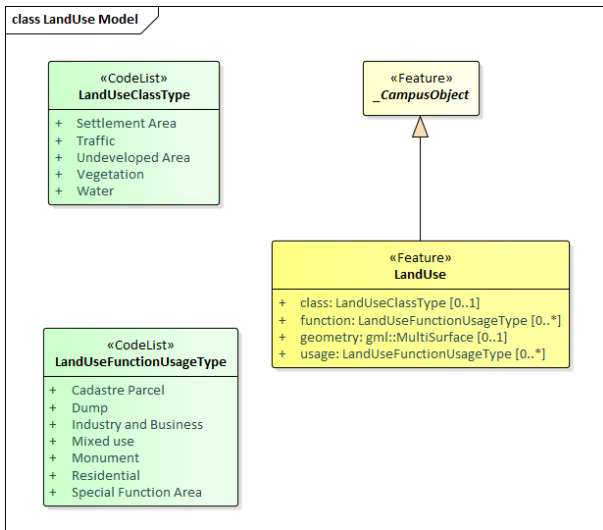 class LandUse Model
«CodeList»
LandUseClassType
+ Settlement Area
+ Traffic
+ Undeveloped Area
+ Vegetation
+ Water
«Feature»
_CampusObject
«Feature»
LandUse
+ class: LandUseClassType [0..1]
+ function: LandUseFunctionUsageType [0..*]
+ geometry: gml::MultiSurface [0..1]
+ usage: LandUseFunctionUsageType [0..*]
«CodeList»
LandUseFunctionUsageType
+ Cadastre Parcel
+ Dump
+ Industry and Business
+ Mixed use
+ Monument
+ Residential
+ Special Function Area